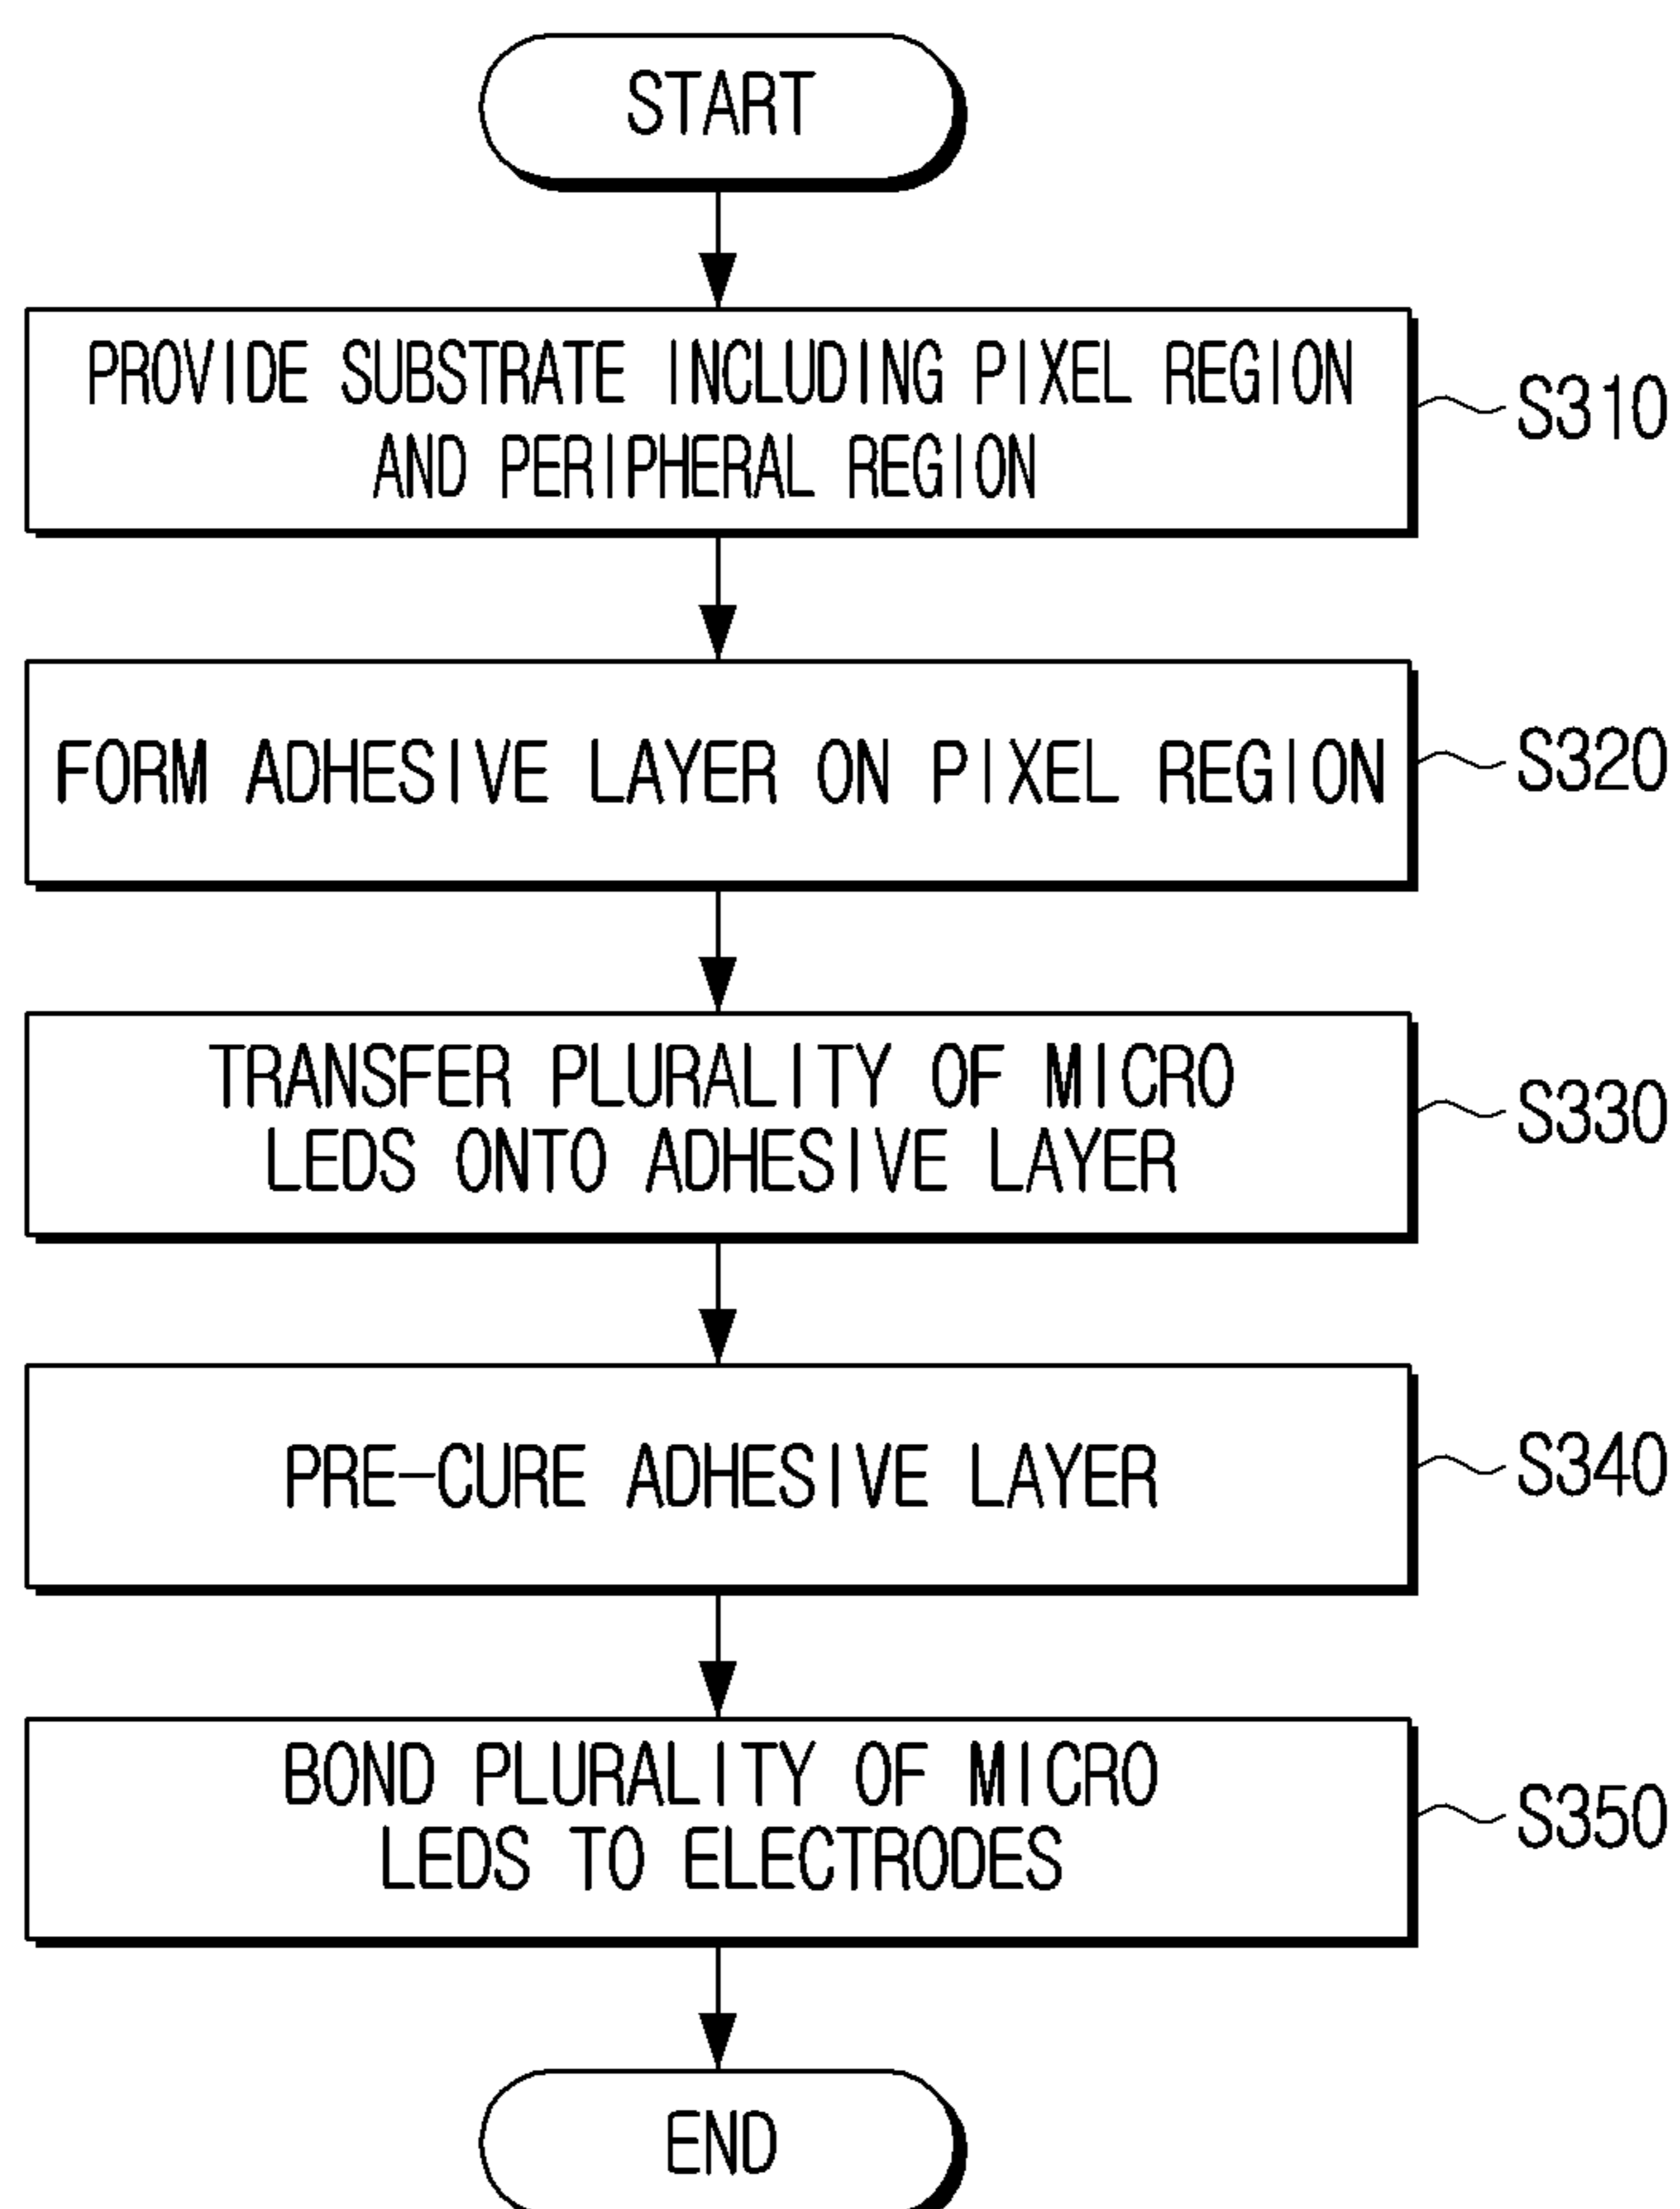 START
PROVIDE SUBSTRATE INCLUDING PIXEL REGION
AND PERIPHERAL REGION
S310
FORM ADHESIVE LAYER ON PIXEL REGION
S320
TRANSFER PLURALITY OF MICRO
LEDS ONTO ADHESIVE LAYER
S330
PRE-CURE ADHESIVE LAYER
S340
BOND PLURALITY OF MICRO
LEDS TO ELECTRODES
S350
END